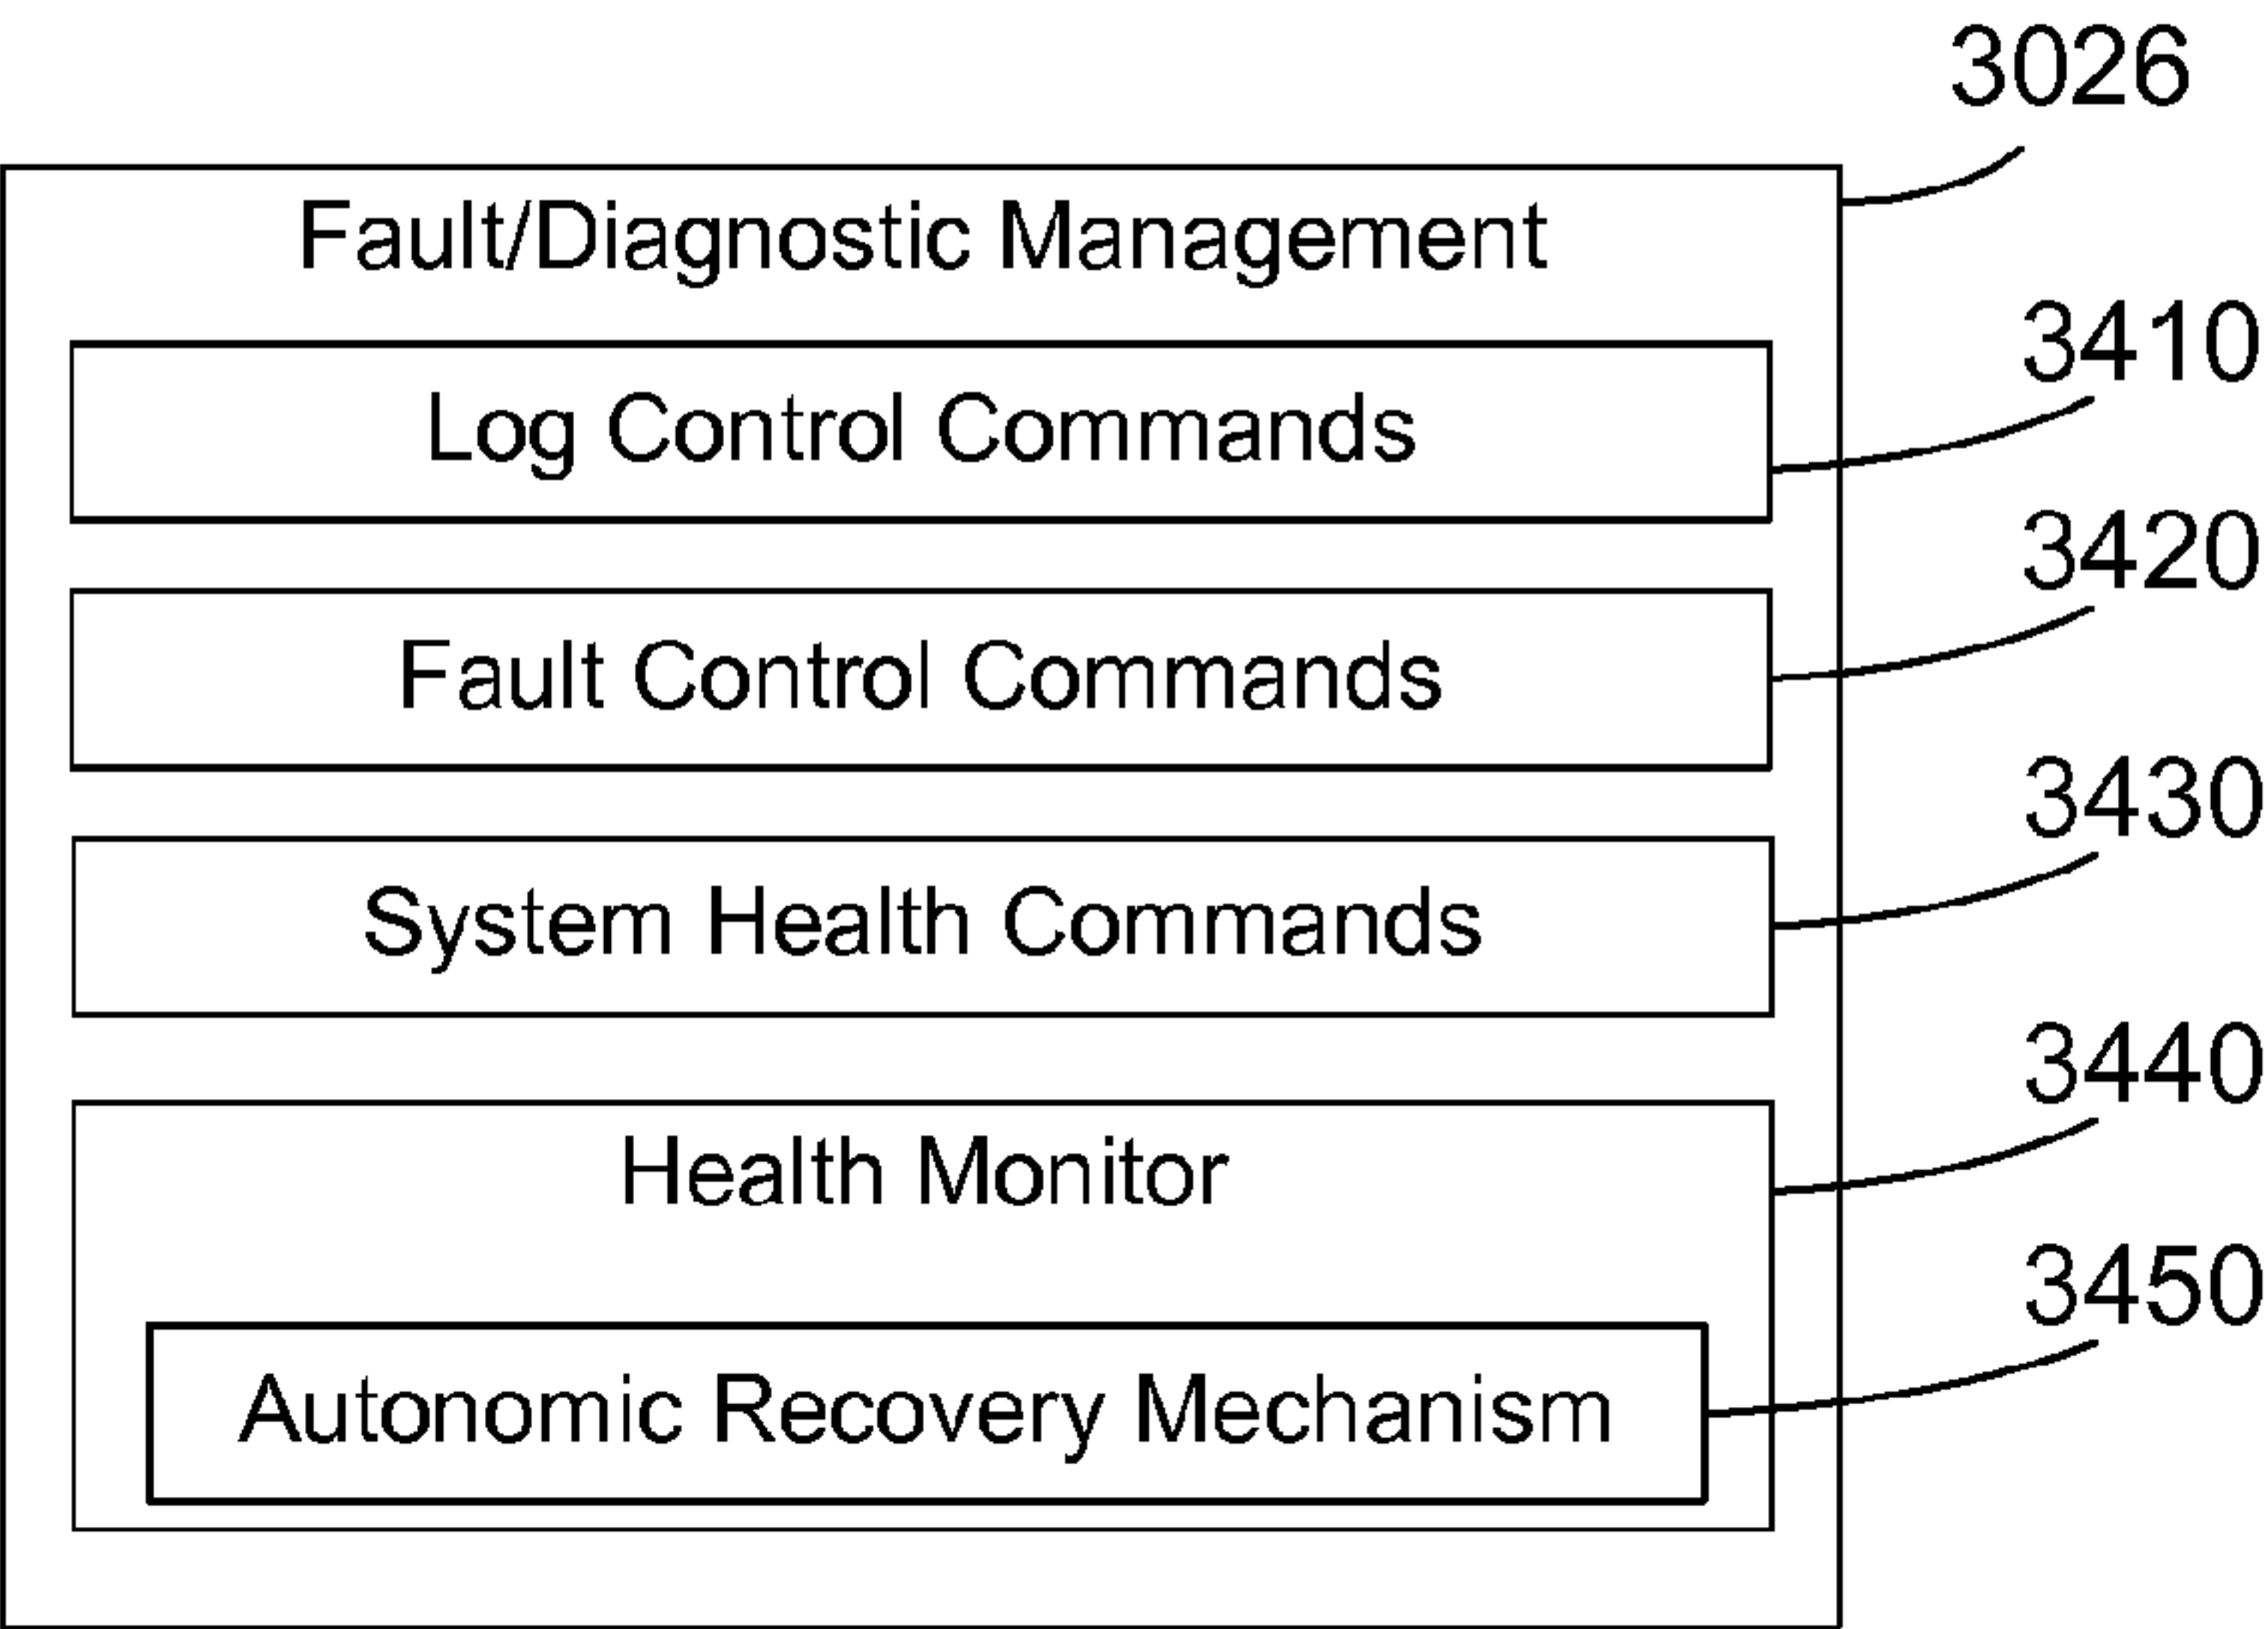 3026
Fault/Diagnostic Management
3410
Log Control Commands
3420
Fault Control Commands
3430
System Health Commands
3440
Health Monitor
3450
Autonomic Recovery Mechanism